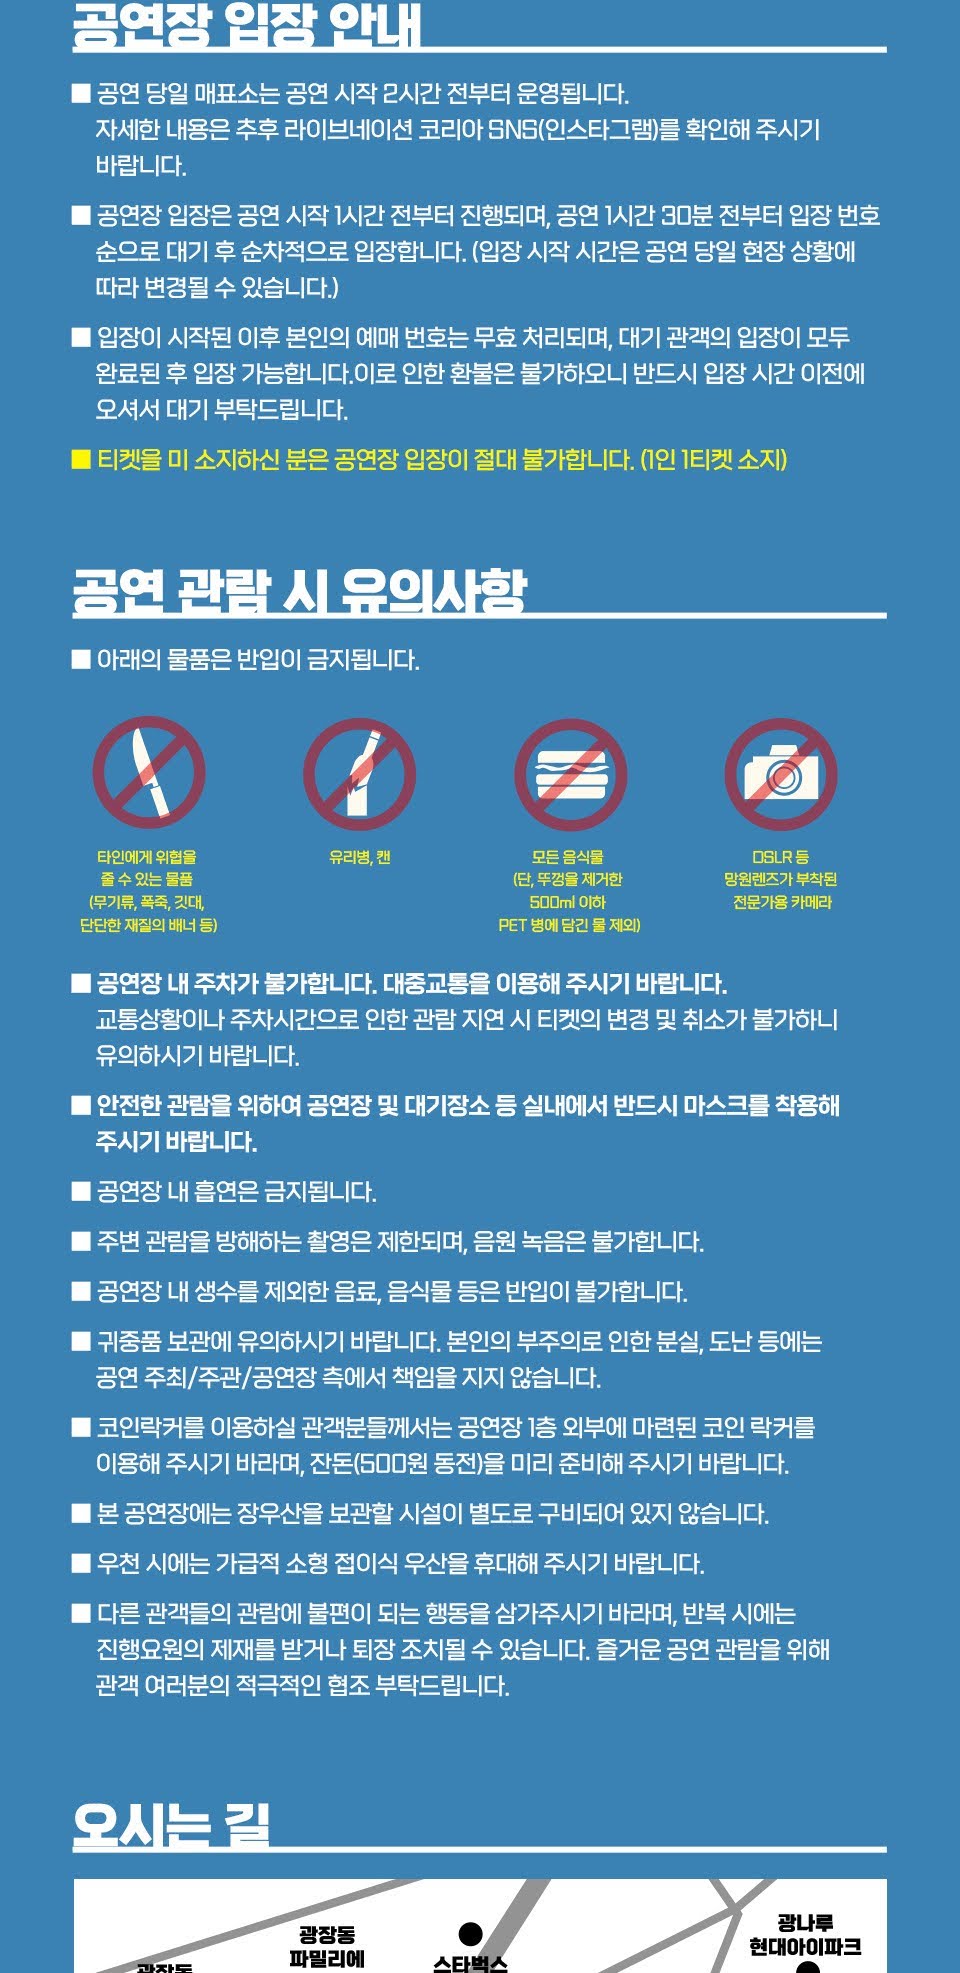 공연장 입장 안내
■ 공연 당일 매표소는 공연 시작 2시간 전부터 운영됩니다.
자세한 내용은 추후 라이브네이션 코리아 SNS(인스타그램)를 확인해 주시기
바랍니다.
■ 공연장 입장은 공연 시작 1시간 전부터 진행되며, 공연 1시간 30분 전부터 입장 번호
순으로 대기 후 순차적으로 입장합니다. (입장 시작 시간은 공연 당일 현장 상황에
따라 변경될 수 있습니다.)
■ 입장이 시작된 이후 본인의 예매 번호는 무효 처리되며, 대기 관객의 입장이 모두
완료된 후 입장 가능합니다.이로 인한 환불은 불가하오니 반드시 입장 시간 이전에
오셔서 대기 부탁드립니다.
■ 티켓을 미 소지하신 분은 공연장 입장이 절대 불가합니다. (1인 1티켓 소지)
공연 관람 시 유의사항
■ 아래의 물품은 반입이 금지됩니다.
타인에게 위협을
줄 수 있는 물품
(무기류, 폭죽, 깃대,
단단한 재질의 배너 등)
유리병, 캔
모든 음식물
(단, 뚜껑을 제거한
500ml 이하
PET 병에 담긴 물 제외)
DSLR 등
망원렌즈가 부착된
전문가용 카메라
■ 공연장 내 주차가 불가합니다. 대중교통을 이용해 주시기 바랍니다.
교통상황이나 주차시간으로 인한 관람 지연 시 티켓의 변경 및 취소가 불가하니
유의하시기 바랍니다.
■ 안전한 관람을 위하여 공연장 및 대기장소 등 실내에서 반드시 마스크를 착용해
주시기 바랍니다.
■ 공연장 내 흡연은 금지됩니다.
■ 주변 관람을 방해하는 촬영은 제한되며, 음원 녹음은 불가합니다.
■ 공연장 내 생수를 제외한 음료, 음식물 등은 반입이 불가합니다.
■ 귀중품 보관에 유의하시기 바랍니다. 본인의 부주의로 인한 분실, 도난 등에는
공연 주최/주관/공연장 측에서 책임을 지지 않습니다.
■ 코인락커를 이용하실 관객분들께서는 공연장 1층 외부에 마련된 코인 락커를
이용해 주시기 바라며, 잔돈(500원 동전)을 미리 준비해 주시기 바랍니다.
■ 본 공연장에는 장우산을 보관할 시설이 별도로 구비되어 있지 않습니다.
■ 우천 시에는 가급적 소형 접이식 우산을 휴대해 주시기 바랍니다.
■ 다른 관객들의 관람에 불편이 되는 행동을 삼가주시기 바라며, 반복 시에는
진행요원의 제재를 받거나 퇴장 조치될 수 있습니다. 즐거운 공연 관람을 위해
관객 여러분의 적극적인 협조 부탁드립니다.
오시는 길
광나루
현대아이파크
광장동
파밀리에
스타벅스
광장동